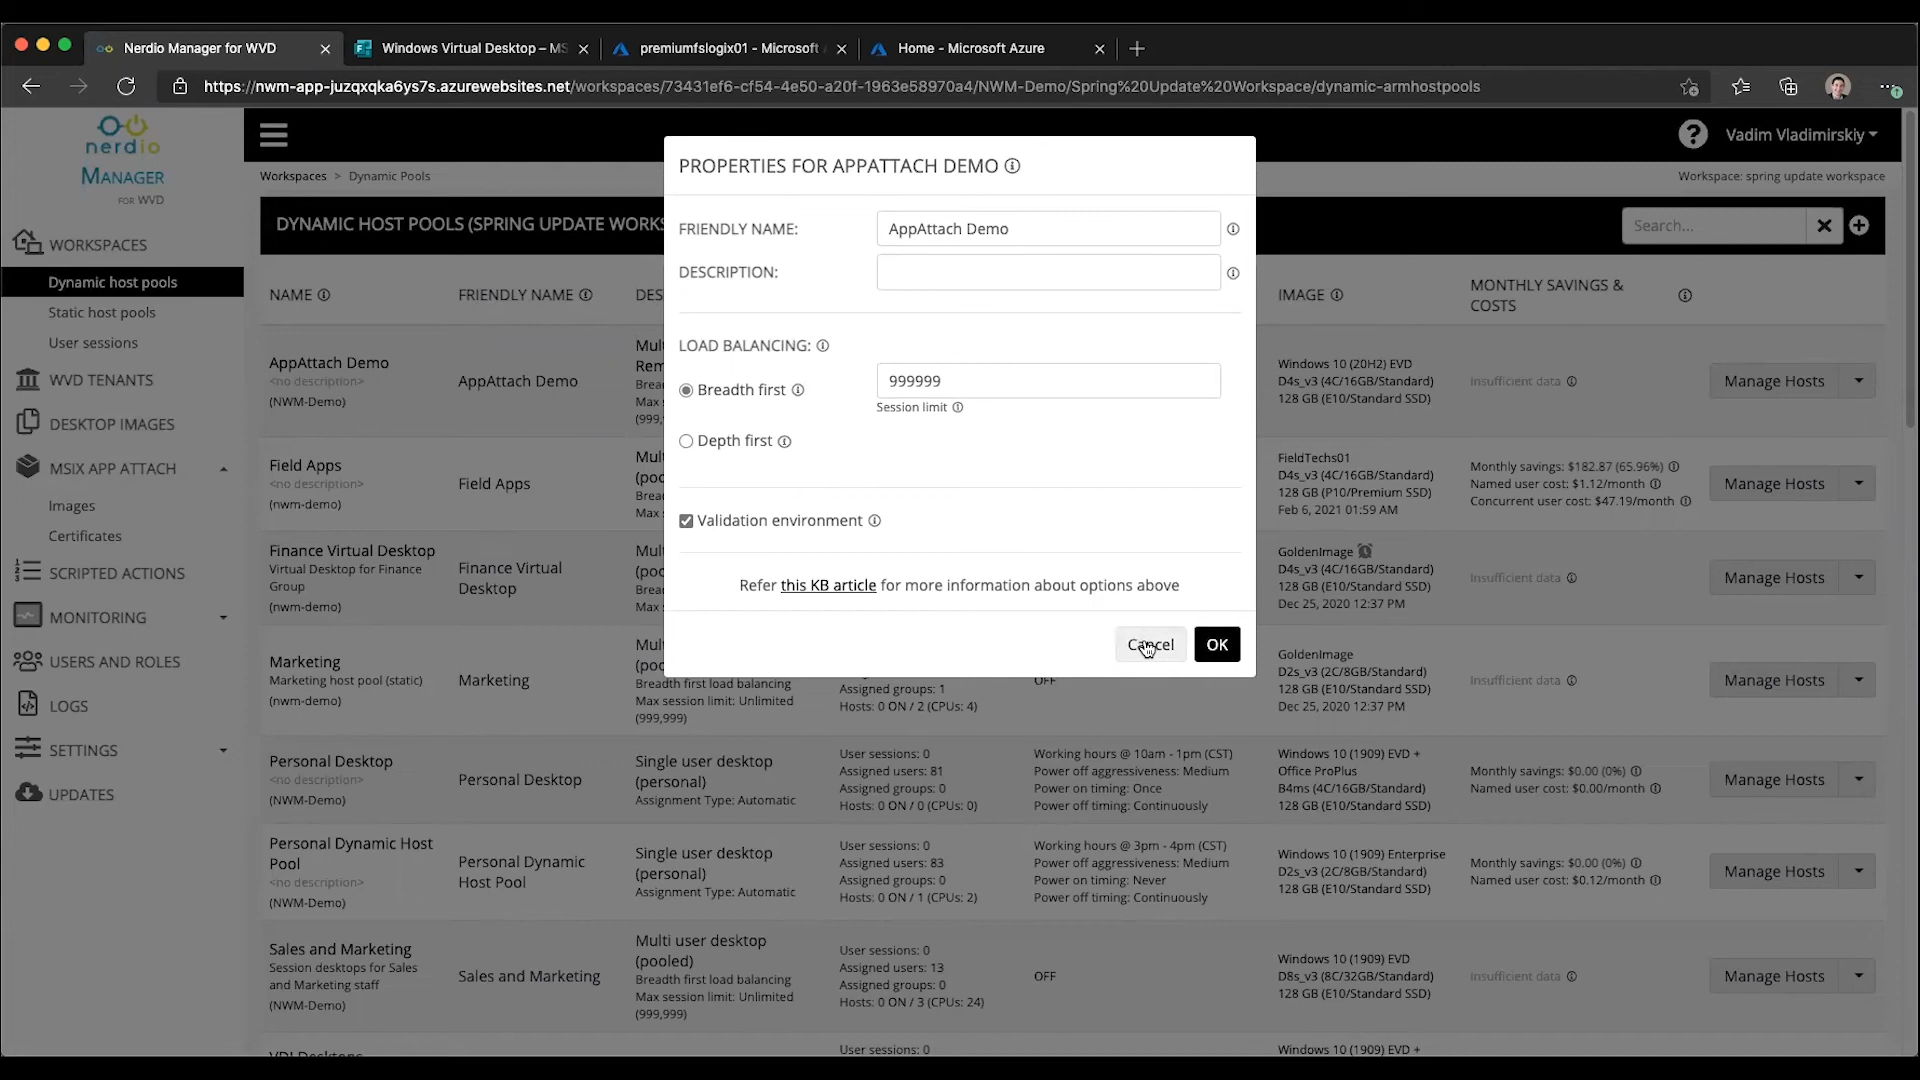 Nerdio Manager for WVD
Windows Virtual Desktop – MS
premiumfslogix01 - Microsoft
Home - Microsoft Azure
https://nwm-app-juzqxqka6ys7s.azurewebsites.net/workspaces/73431ef6-cf54-4e50-a20f-1963e58970a4/NWM-Demo/Spring%20Update%20Workspace/dynamic-armhostpools
nerdio
MANAGER
FOR WVD
Vadim Vladimirskiy
Workspaces > Dynamic Pools
Workspace: spring update workspace
WORKSPACES
Dynamic host pools
Static host pools
User sessions
WVD TENANTS
DESKTOP IMAGES
MSIX APP ATTACH
Images
Certificates
SCRIPTED ACTIONS
MONITORING
USERS AND ROLES
LOGS
SETTINGS
UPDATES
DYNAMIC HOST POOLS (SPRING UPDATE WORKS
Search...
PROPERTIES FOR APPATTACH DEMO
FRIENDLY NAME:
AppAttach Demo
DESCRIPTION:
LOAD BALANCING:
Breadth first
999999
Session limit
Depth first
Validation environment
Refer this KB article for more information about options above
Cancel
OK
NAME
FRIENDLY NAME
DES
IMAGE
MONTHLY SAVINGS &
COSTS
AppAttach Demo
<no description>
(NWM-Demo)
AppAttach Demo
Mult
Rem
Brea
Max s
(999,
Windows 10 (20H2) EVD
D4s_v3 (4C/16GB/Standard)
128 GB (E10/Standard SSD)
Insufficient data
Manage Hosts
Field Apps
<no description>
(nwm-demo)
Field Apps
Mult
(poo
Brea
Max
FieldTechs01
D4s_v3 (4C/16GB/Standard)
128 GB (P10/Premium SSD)
Feb 6, 2021 01:59 AM
Monthly savings: $182.87 (65.96%)
Named user cost: $1.12/month
Concurrent user cost: $47.19/month
Manage Hosts
Finance Virtual Desktop
Virtual Desktop for Finance
Group
(nwm-demo)
Finance Virtual
Desktop
Mult
(poo
Brea
Max
GoldenImage
D4s_v3 (4C/16GB/Standard)
128 GB (E10/Standard SSD)
Dec 25, 2020 12:37 PM
Insufficient data
Manage Hosts
Marketing
Marketing host pool (static)
(nwm-demo)
Marketing
Mult
(poo
Breadth first load balancing
Max session limit: Unlimited
(999,999)
Assigned groups: 1
Hosts: 0 ON / 2 (CPUs: 4)
OFF
GoldenImage
D2s_v3 (2C/8GB/Standard)
128 GB (E10/Standard SSD)
Dec 25, 2020 12:37 PM
Insufficient data
Manage Hosts
Personal Desktop
<no description>
(NWM-Demo)
Personal Desktop
Single user desktop
(personal)
Assignment Type: Automatic
User sessions: 0
Assigned users: 81
Assigned groups: 0
Hosts: 0 ON / 0 (CPUs: 0)
Working hours @ 10am - 1pm (CST)
Power off aggressiveness: Medium
Power on timing: Once
Power off timing: Continuously
Windows 10 (1909) EVD +
Office ProPlus
B4ms (4C/16GB/Standard)
128 GB (E10/Standard SSD)
Monthly savings: $0.00 (0%)
Named user cost: $0.00/month
Manage Hosts
Personal Dynamic Host
Pool
<no description>
(NWM-Demo)
Personal Dynamic
Host Pool
Single user desktop
(personal)
Assignment Type: Automatic
User sessions: 0
Assigned users: 83
Assigned groups: 0
Hosts: 0 ON / 1 (CPUs: 2)
Working hours @ 3pm - 4pm (CST)
Power off aggressiveness: Medium
Power on timing: Never
Power off timing: Continuously
Windows 10 (1909) Enterprise
D2s_v3 (2C/8GB/Standard)
128 GB (E10/Standard SSD)
Monthly savings: $0.00 (0%)
Named user cost: $0.12/month
Manage Hosts
Sales and Marketing
Session desktops for Sales
and Marketing staff
(NWM-Demo)
Sales and Marketing
Multi user desktop
(pooled)
Breadth first load balancing
Max session limit: Unlimited
(999,999)
User sessions: 0
Assigned users: 13
Assigned groups: 0
Hosts: 0 ON / 3 (CPUs: 24)
OFF
Windows 10 (1909) EVD
D8s_v3 (8C/32GB/Standard)
128 GB (E10/Standard SSD)
Insufficient data
Manage Hosts
VDI Desktops
User sessions: 0
Windows 10 (1909) EVD +